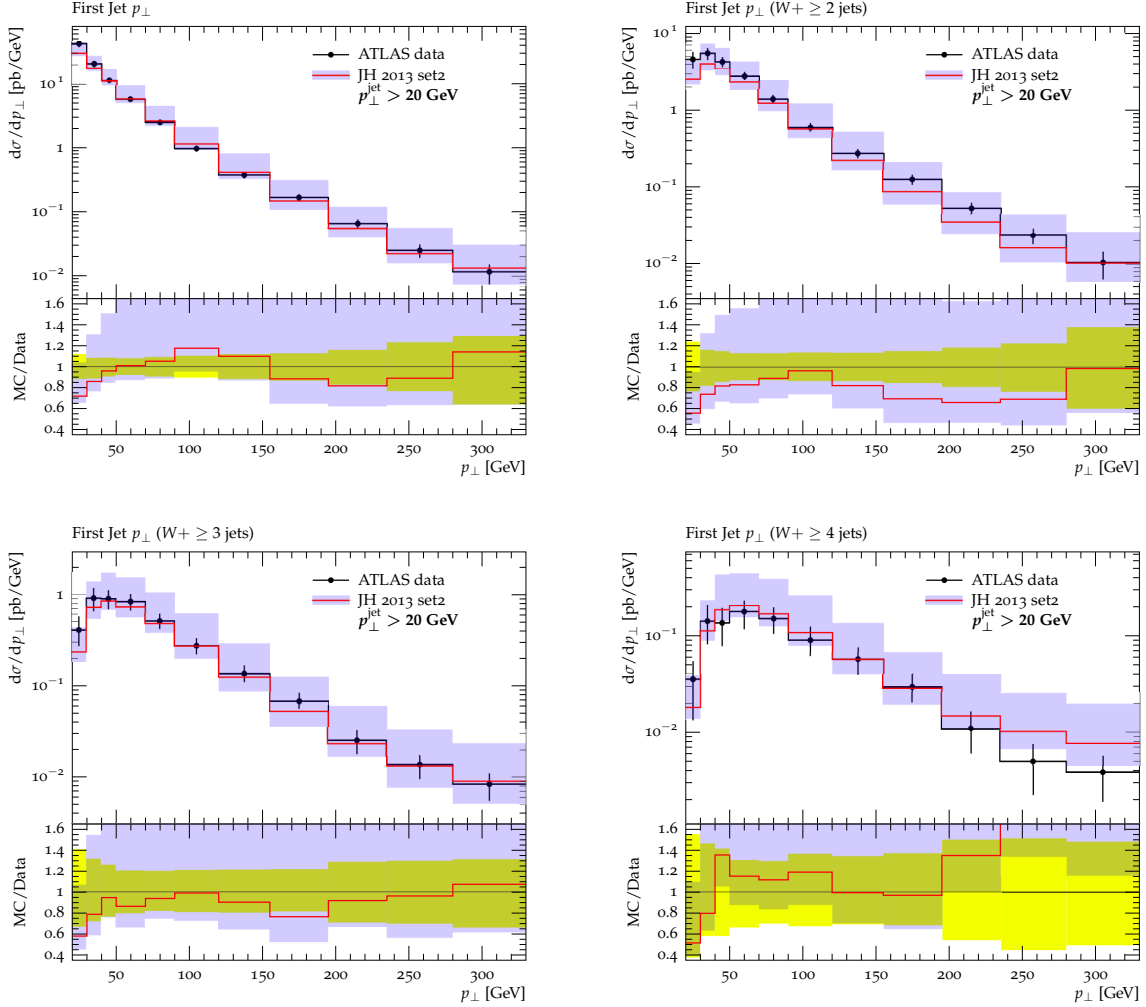 First Jet p⊥
ATLAS data
JH 2013 set2
p⊥^jet > 20 GeV
10^1
1
10^−1
10^−2
dσ/dp⊥ [pb/GeV]
1.6
1.4
1.2
1
0.8
0.6
0.4
MC/Data
50 100 150 200 250 300
p⊥ [GeV]
First Jet p⊥ (W+ ≥ 2 jets)
ATLAS data
JH 2013 set2
p⊥^jet > 20 GeV
10^1
1
10^−1
10^−2
dσ/dp⊥ [pb/GeV]
1.6
1.4
1.2
1
0.8
0.6
0.4
MC/Data
50 100 150 200 250 300
p⊥ [GeV]
First Jet p⊥ (W+ ≥ 3 jets)
ATLAS data
JH 2013 set2
p⊥^jet > 20 GeV
1
10^−1
10^−2
dσ/dp⊥ [pb/GeV]
1.6
1.4
1.2
1
0.8
0.6
0.4
MC/Data
50 100 150 200 250 300
p⊥ [GeV]
First Jet p⊥ (W+ ≥ 4 jets)
ATLAS data
JH 2013 set2
p⊥^jet > 20 GeV
10^−1
10^−2
dσ/dp⊥ [pb/GeV]
1.6
1.4
1.2
1
0.8
0.6
0.4
MC/Data
50 100 150 200 250 300
p⊥ [GeV]